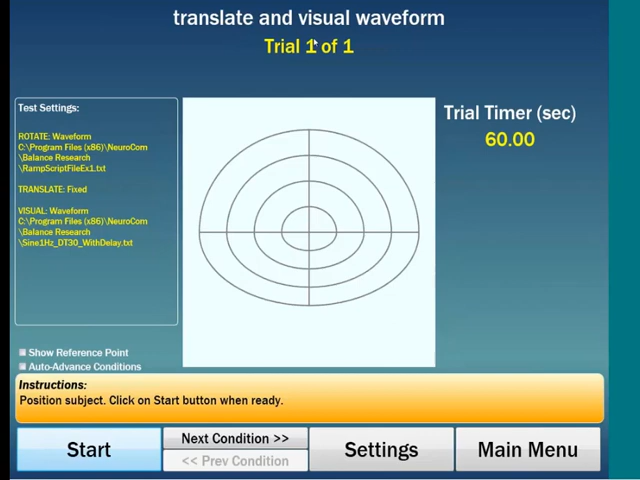 translate and visual waveform
Trial 1 of 1
Test Settings:
ROTATE: Waveform
C:\Program Files (x86)\NeuroCom
\Balance Research
\RampScriptFileEx1.txt
TRANSLATE: Fixed
VISUAL: Waveform
C:\Program Files (x86)\NeuroCom
\Balance Research
\Sine1Hz_DT30_WithDelay.txt
Trial Timer (sec)
60.00
Show Reference Point
Auto-Advance Conditions
Instructions:
Position subject. Click on Start button when ready.
Start
Next Condition >>
<< Prev Condition
Settings
Main Menu